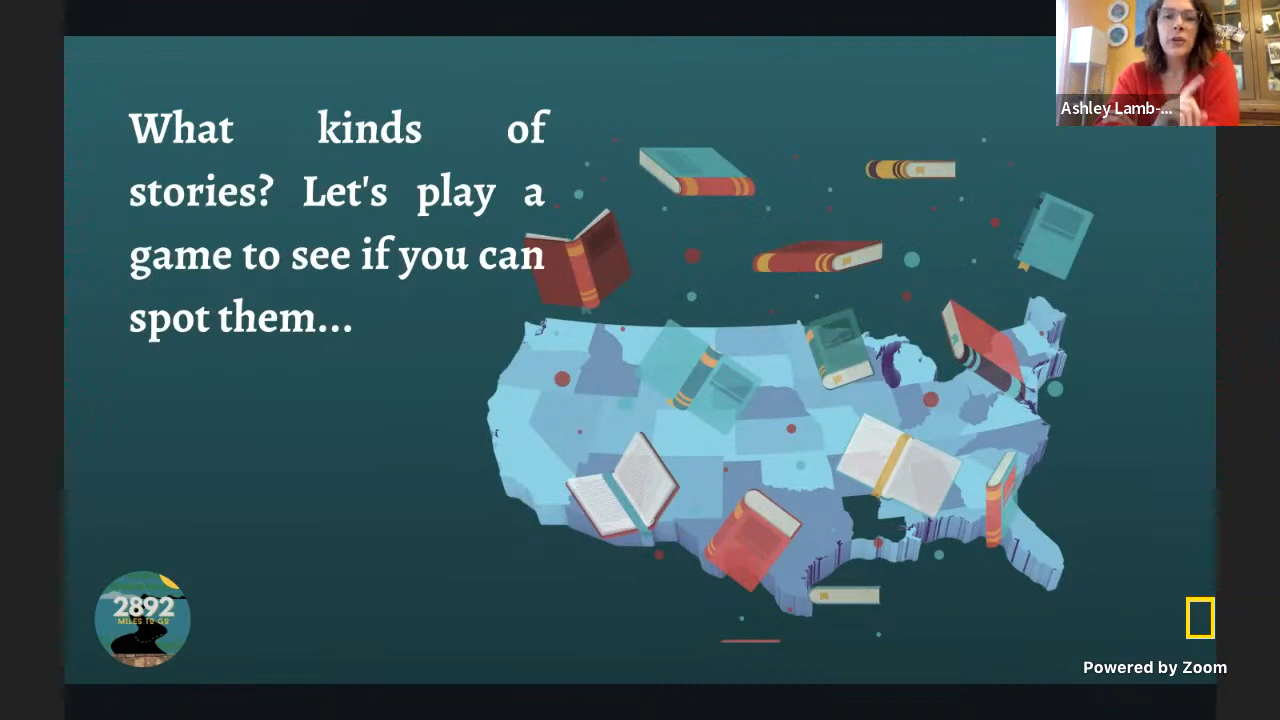 Ashley Lamb-...
What kinds of
stories? Let's play a
game to see if you can
spot them...
2892
MILES TO GO
Powered by Zoom